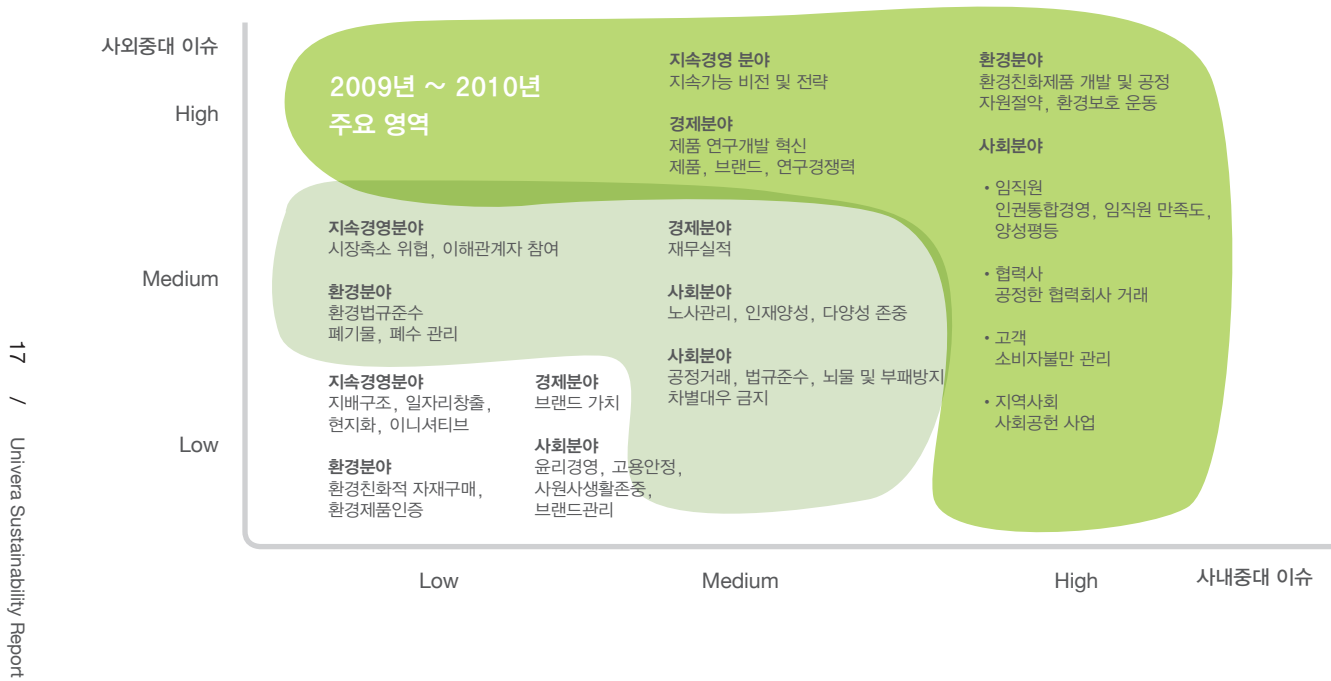 사외중대 이슈
High
Medium
Low
2009년 ~ 2010년
주요 영역
지속경영 분야
지속가능 비전 및 전략
경제분야
제품 연구개발 혁신
제품, 브랜드, 연구경쟁력
환경분야
환경친화제품 개발 및 공정
자원절약, 환경보호 운동
사회분야
• 임직원
인권통합경영, 임직원 만족도,
양성평등
• 협력사
공정한 협력회사 거래
• 고객
소비자불만 관리
• 지역사회
사회공헌 사업
지속경영분야
시장축소 위협, 이해관계자 참여
환경분야
환경법규준수
폐기물, 폐수 관리
경제분야
재무실적
사회분야
노사관리, 인재양성, 다양성 존중
사회분야
공정거래, 법규준수, 뇌물 및 부패방지
차별대우 금지
지속경영분야
지배구조, 일자리창출,
현지화, 이니셔티브
환경분야
환경친화적 자재구매,
환경제품인증
경제분야
브랜드 가치
사회분야
윤리경영, 고용안정,
사원사생활존중,
브랜드관리
Low
Medium
High
사내중대 이슈
17 / Univera Sustainability Report